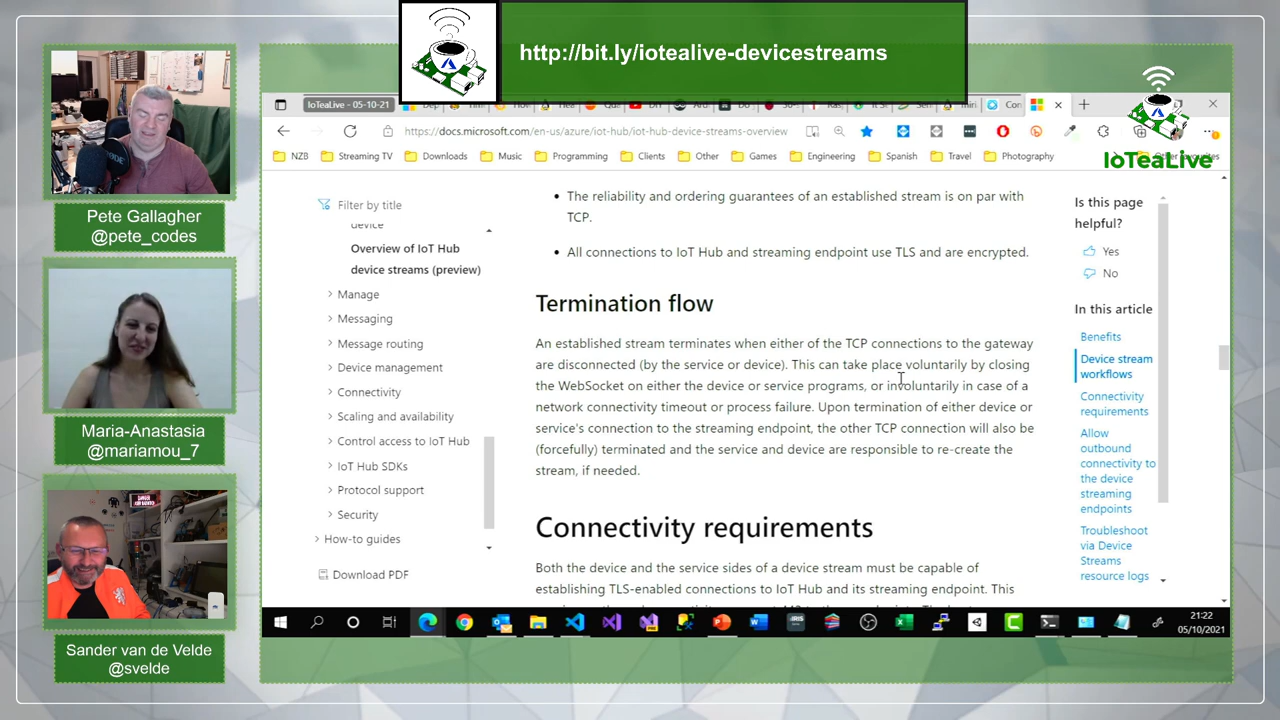 http://bit.ly/iotealive-devicestreams
IoTeaLive
Pete Gallagher
@pete_codes
Maria-Anastasia
@mariamou_7
Sander van de Velde
@svelde
IoTeaLive - 05-10-21
https://docs.microsoft.com/en-us/azure/iot-hub/iot-hub-device-streams-overview
NZB
Streaming TV
Downloads
Music
Programming
Clients
Other
Games
Engineering
Spanish
Travel
Photography
Filter by title
device
Overview of IoT Hub
device streams (preview)
Manage
Messaging
Message routing
Device management
Connectivity
Scaling and availability
Control access to IoT Hub
IoT Hub SDKs
Protocol support
Security
How-to guides
Download PDF
• The reliability and ordering guarantees of an established stream is on par with
TCP.
• All connections to IoT Hub and streaming endpoint use TLS and are encrypted.
Termination flow
An established stream terminates when either of the TCP connections to the gateway
are disconnected (by the service or device). This can take place voluntarily by closing
the WebSocket on either the device or service programs, or involuntarily in case of a
network connectivity timeout or process failure. Upon termination of either device or
service's connection to the streaming endpoint, the other TCP connection will also be
(forcefully) terminated and the service and device are responsible to re-create the
stream, if needed.
Connectivity requirements
Both the device and the service sides of a device stream must be capable of
establishing TLS-enabled connections to IoT Hub and its streaming endpoint. This
Is this page
helpful?
Yes
No
In this article
Benefits
Device stream
workflows
Connectivity
requirements
Allow
outbound
connectivity to
the device
streaming
endpoints
Troubleshoot
via Device
Streams
resource logs
21:22
05/10/2021